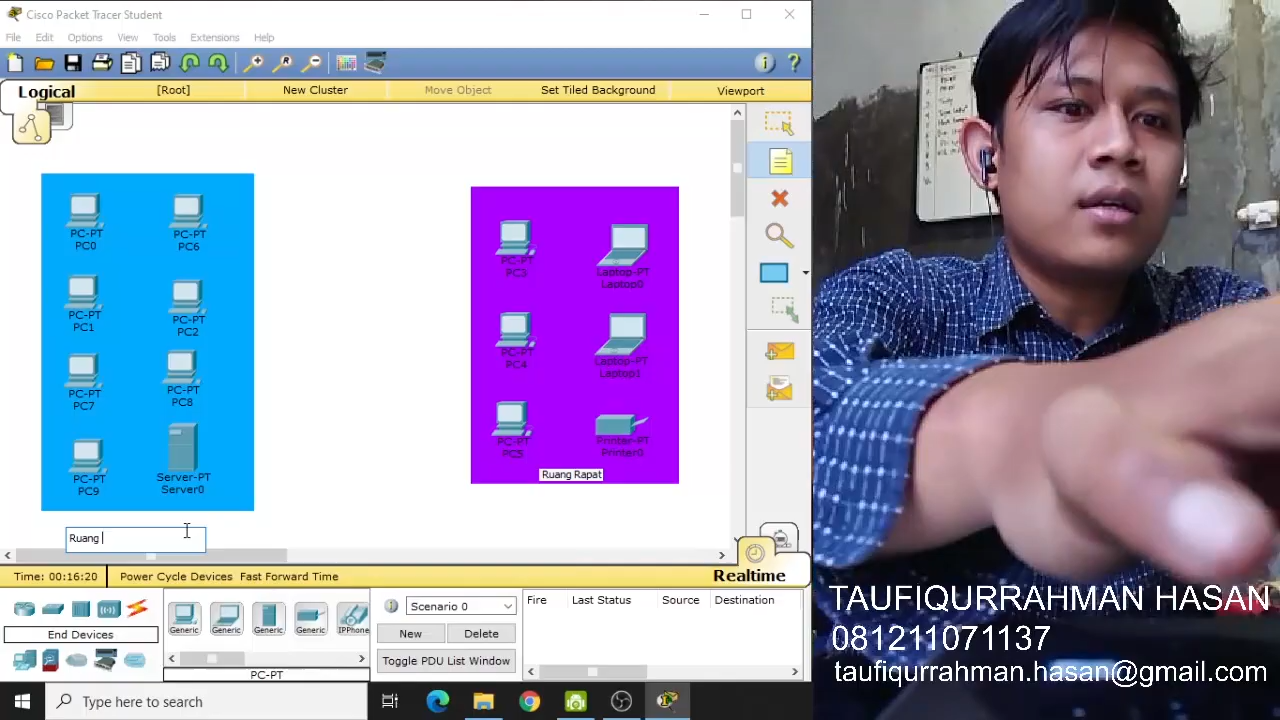 Cisco Packet Tracer Student
File Edit Options View Tools Extensions Help
Logical [Root] New Cluster Move Object Set Tiled Background Viewport
PC-PT
PC0
PC-PT
PC6
PC-PT
PC1
PC-PT
PC2
PC-PT
PC7
PC-PT
PC8
PC-PT
PC9
Server-PT
Server0
Ruang
PC-PT
PC3
Laptop-PT
Laptop0
PC-PT
PC4
Laptop-PT
Laptop1
PC-PT
PC5
Printer-PT
Printer0
Ruang Rapat
Time: 00:16:20 Power Cycle Devices Fast Forward Time Realtime
End Devices
Generic Generic Generic Generic IPPhone
PC-PT
Scenario 0
New Delete
Toggle PDU List Window
Fire Last Status Source Destination
Type here to search
TAUFIQURRAHMAN HASAN
081211071137
taufiqurrahman.hasan@gmail.com